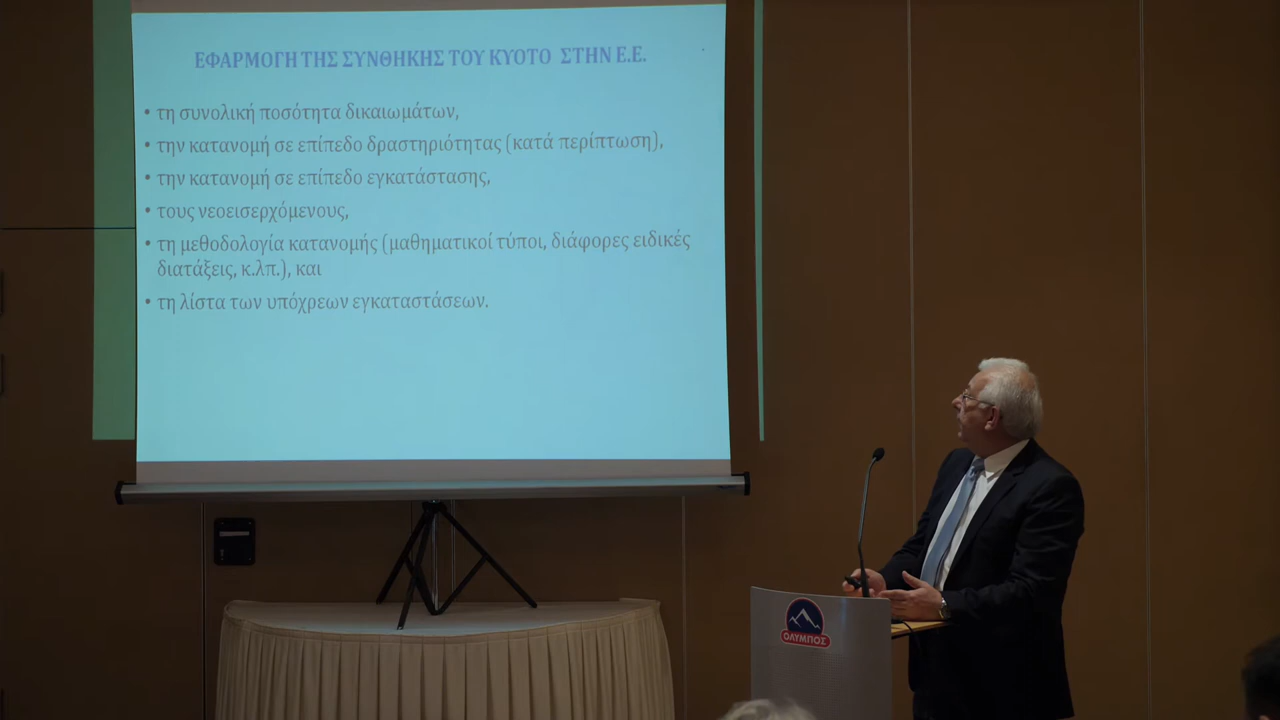 ΕΦΑΡΜΟΓΗ ΤΗΣ ΣΥΝΘΗΚΗΣ ΤΟΥ ΚΥΟΤΟ ΣΤΗΝ Ε.Ε.
• τη συνολική ποσότητα δικαιωμάτων,
• την κατανομή σε επίπεδο δραστηριότητας (κατά περίπτωση),
• την κατανομή σε επίπεδο εγκατάστασης,
• τους νεοεισερχόμενους,
• τη μεθοδολογία κατανομής (μαθηματικοί τύποι, διάφορες ειδικές
διατάξεις, κ.λπ.), και
• τη λίστα των υπόχρεων εγκαταστάσεων.
ΟΛΥΜΠΟΣ